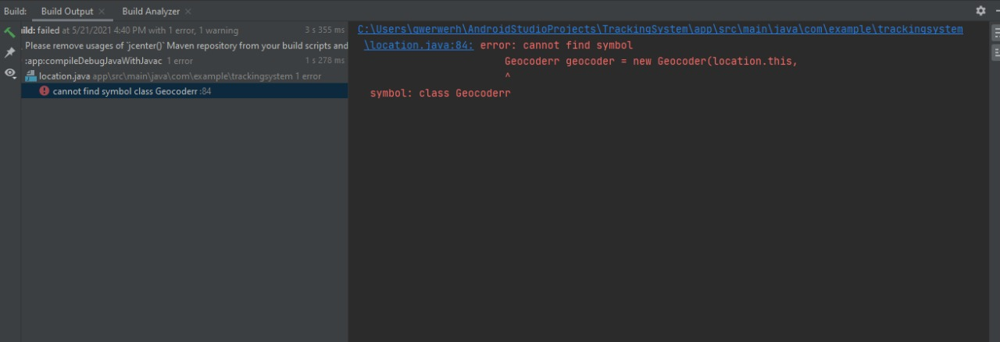 Build: Build Output Build Analyzer
ild: failed at 5/21/2021 4:40 PM with 1 error, 1 warning 3 s 355 ms
Please remove usages of `jcenter()` Maven repository from your build scripts and
:app:compileDebugJavaWithJavac 1 error 1 s 278 ms
location.java app\src\main\java\com\example\trackingsystem 1 error
cannot find symbol class Geocoderr :84
C:\Users\qwerwerh\AndroidStudioProjects\TrackingSystem\app\src\main\java\com\example\trackingsystem
\location.java:84: error: cannot find symbol
Geocoderr geocoder = new Geocoder(location.this,
^
symbol: class Geocoderr